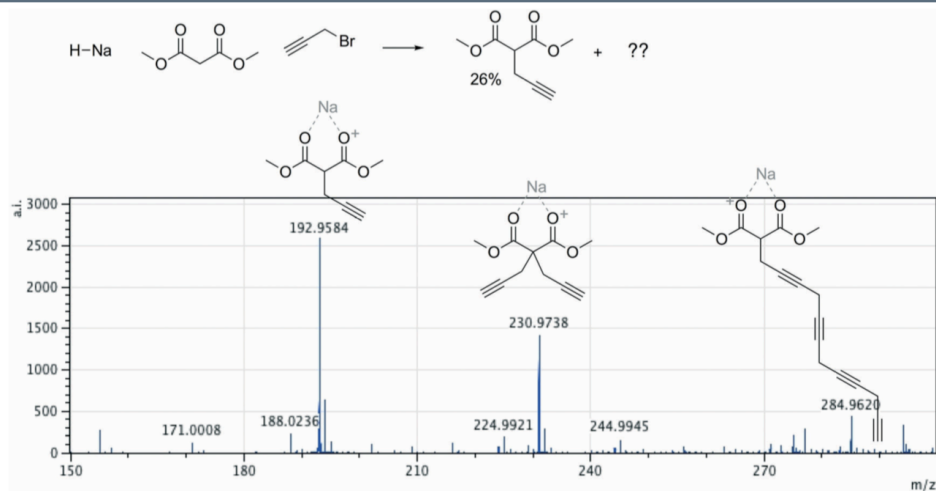 O O
H–Na O O Br
O O
O O + ??
26%
Na
O O+
O O
Na
O O+
O O
Na
+O O
O O
a.i.
3000
2500
2000
1500
1000
500
0
192.9584
230.9738
284.9620
171.0008
188.0236
224.9921
244.9945
150 180 210 240 270
m/z